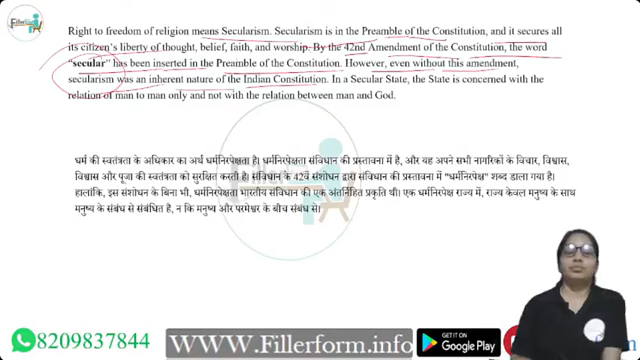 Fillerform
Right to freedom of religion means Secularism. Secularism is in the Preamble of the Constitution, and it secures all
its citizen's liberty of thought, belief, faith, and worship. By the 42nd Amendment of the Constitution, the word
"secular" has been inserted in the Preamble of the Constitution. However, even without this amendment,
secularism was an inherent nature of the Indian Constitution. In a Secular State, the State is concerned with the
relation of man to man only and not with the relation between man and God.
धर्म की स्वतंत्रता के अधिकार का अर्थ धर्मनिरपेक्षता है। धर्मनिरपेक्षता संविधान की प्रस्तावना में है, और यह अपने सभी नागरिकों के विचार, विश्वास,
विश्वास और पूजा की स्वतंत्रता को सुरक्षित करती है। संविधान के 42वें संशोधन द्वारा संविधान की प्रस्तावना में "धर्मनिरपेक्ष" शब्द डाला गया है।
हालांकि, इस संशोधन के बिना भी, धर्मनिरपेक्षता भारतीय संविधान की एक अंतर्निहित प्रकृति थी। एक धर्मनिरपेक्ष राज्य में, राज्य केवल मनुष्य के साथ
मनुष्य के संबंध से संबंधित है, न कि मनुष्य और परमेश्वर के बीच संबंध से।
Fillerform
8209837844
www.Fillerform.info
GET IT ON
Google Play